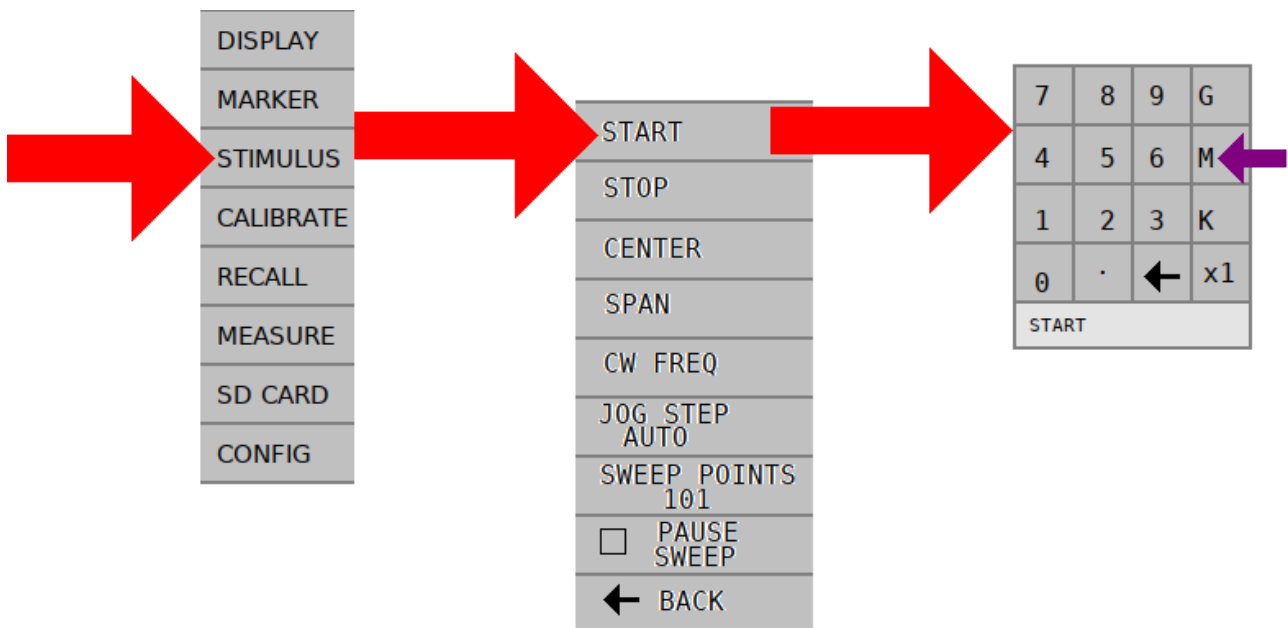 DISPLAY
MARKER
STIMULUS
CALIBRATE
RECALL
MEASURE
SD CARD
CONFIG
START
STOP
CENTER
SPAN
CW FREQ
JOG STEP
AUTO
SWEEP POINTS
101
PAUSE
SWEEP
BACK
7 8 9 G
4 5 6 M
1 2 3 K
0 . x1
START